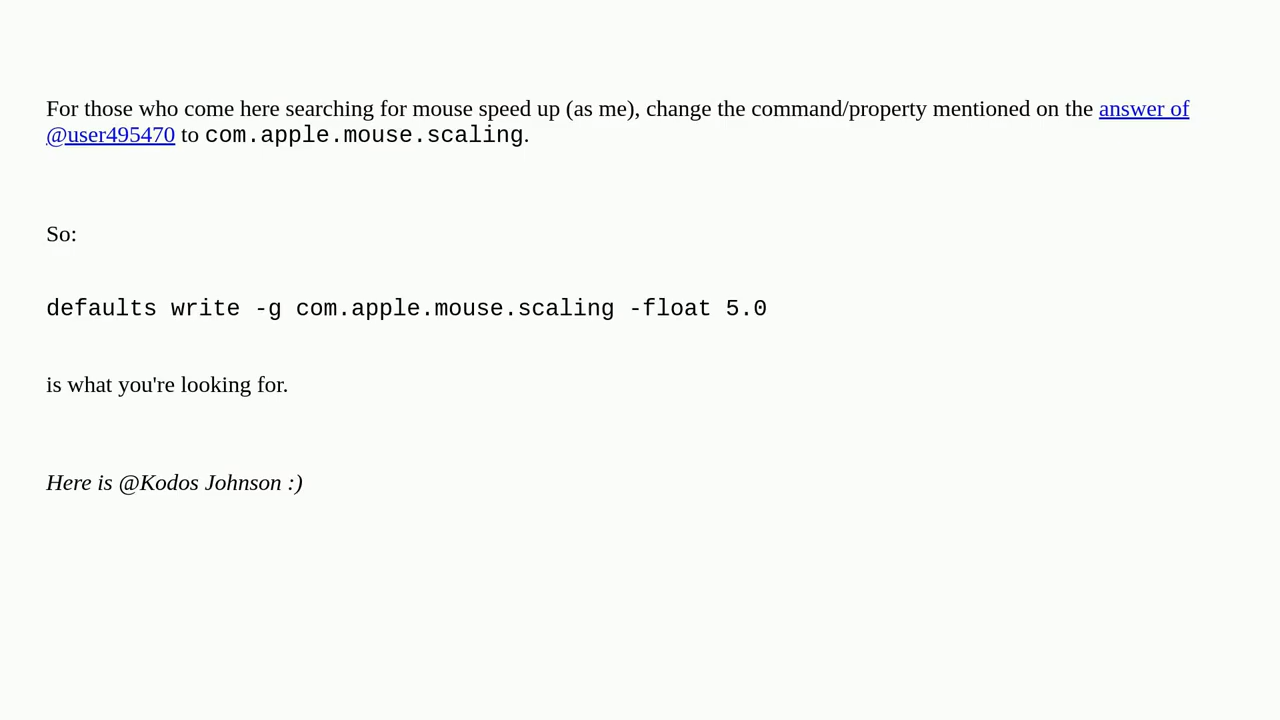 For those who come here searching for mouse speed up (as me), change the command/property mentioned on the answer of
@user495470 to com.apple.mouse.scaling.
So:
defaults write -g com.apple.mouse.scaling -float 5.0
is what you're looking for.
Here is @Kodos Johnson :)